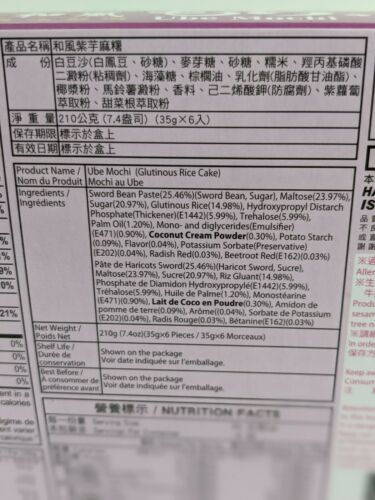 Ube Mochi
產品名稱 和風紫芋麻糬
成　　份 白豆沙(白鳳豆、砂糖)、麥芽糖、砂糖、糯米、羥丙基磷酸
二澱粉(粘稠劑)、海藻糖、棕櫚油、乳化劑(脂肪酸甘油酯)、
椰漿粉、馬鈴薯澱粉、香料、己二烯酸鉀(防腐劑)、紫蘿蔔
萃取粉、甜菜根萃取粉
淨 重 量 210公克(7.4盎司) (35g×6入)
保存期限 標示於盒上
有效日期 標示於盒上
Product Name / Ube Mochi (Glutinous Rice Cake)
Nom du Produit Mochi au Ube
Ingredients / Sword Bean Paste(25.46%)(Sword Bean, Sugar), Maltose(23.97%),
Ingrédients Sugar(20.97%), Glutinous Rice(14.98%), Hydroxypropyl Distarch
Phosphate(Thickener)(E1442)(5.99%), Trehalose(5.99%),
Palm Oil(1.20%), Mono- and diglycerides(Emulsifier)
(E471)(0.90%), Coconut Cream Powder(0.30%), Potato Starch
(0.09%), Flavor(0.04%), Potassium Sorbate(Preservative)
(E202)(0.04%), Radish Red(0.03%), Beetroot Red(E162)(0.03%)
Pâte de Haricots Sword(25.46%)(Haricot Sword, Sucre),
Maltose(23.97%), Sucre(20.97%), Riz Gluant(14.98%),
Phosphate de Diamidon Hydroxypropylé(E1442)(5.99%),
Tréhalose(5.99%), Huile de Palme(1.20%), Monostéarine
(E471)(0.90%), Lait de Coco en Poudre(0.30%), Amidon de
pomme de terre(0.09%), Arôme((0.04%), Sorbate de Potassium
(E202)(0.04%), Radis Rouge(0.03%), Bétanine(E162)(0.03%)
Net Weight / 210g (7.4oz)(35g×6 Pieces / 35g×6 Morceaux)
Poids Net
Shelf Life / Shown on the package
Durée de Voir date indiquée sur l'emballage.
conservation
Best Before / Shown on the package
A consommer de Voir date indiquée sur l'emballage.
préférence avant
營養標示 / NUTRITION FACTS
21%
0%
0%
0%
0%